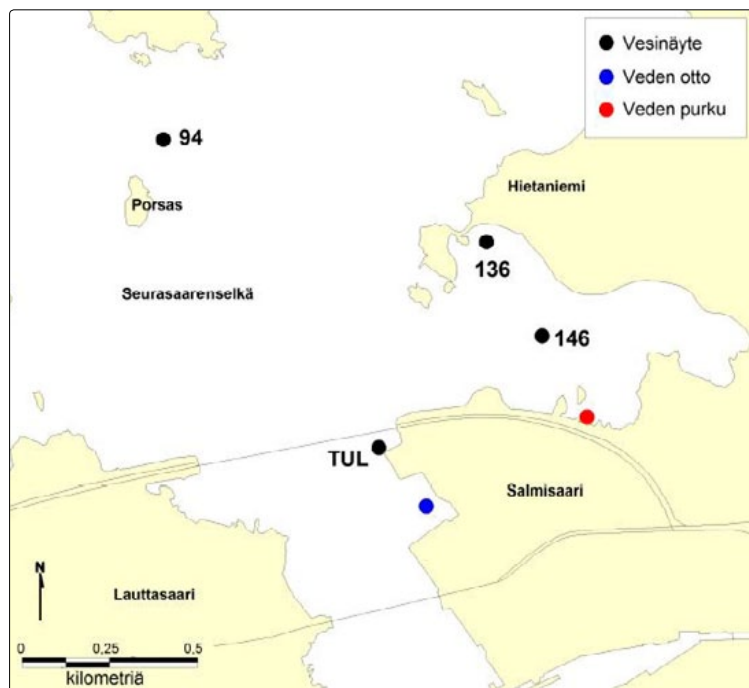 Vesinäyte
Veden otto
Veden purku
94
Hietaniemi
Porsas
136
Seurasaarenselkä
146
TUL
Salmisaari
N
Lauttasaari
0 0,25 0,5
kilometriä